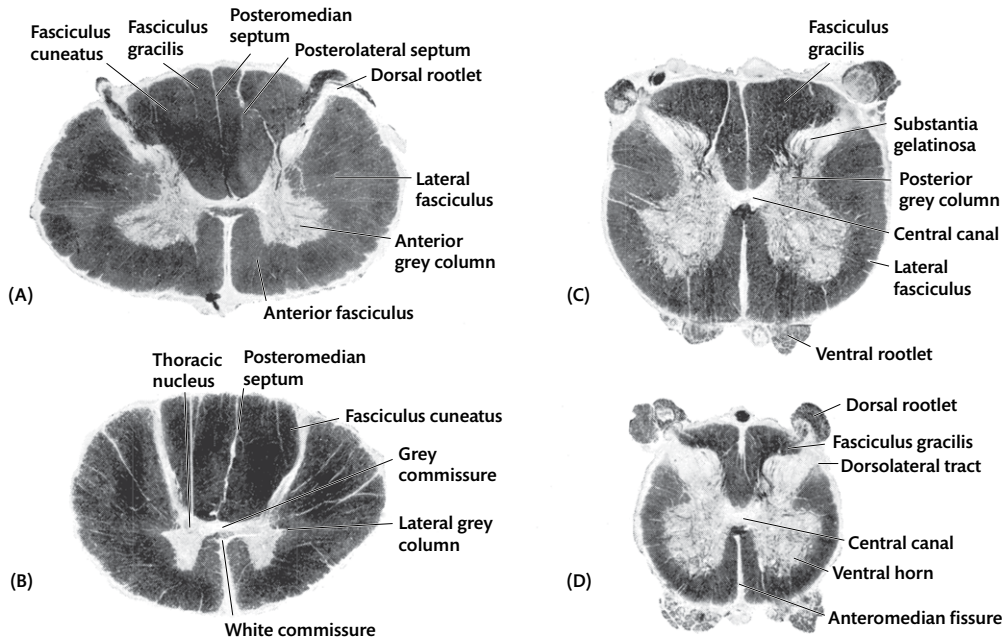 Fasciculus
cuneatus
Fasciculus
gracilis
Posteromedian
septum
Posterolateral septum
Dorsal rootlet
Lateral
fasciculus
Anterior
grey column
Anterior fasciculus
(A)
Thoracic
nucleus
Posteromedian
septum
Fasciculus cuneatus
Grey
commissure
Lateral grey
column
White commissure
(B)
Fasciculus
gracilis
Substantia
gelatinosa
Posterior
grey column
Central canal
Lateral
fasciculus
Ventral rootlet
(C)
Dorsal rootlet
Fasciculus gracilis
Dorsolateral tract
Central canal
Ventral horn
Anteromedian fissure
(D)